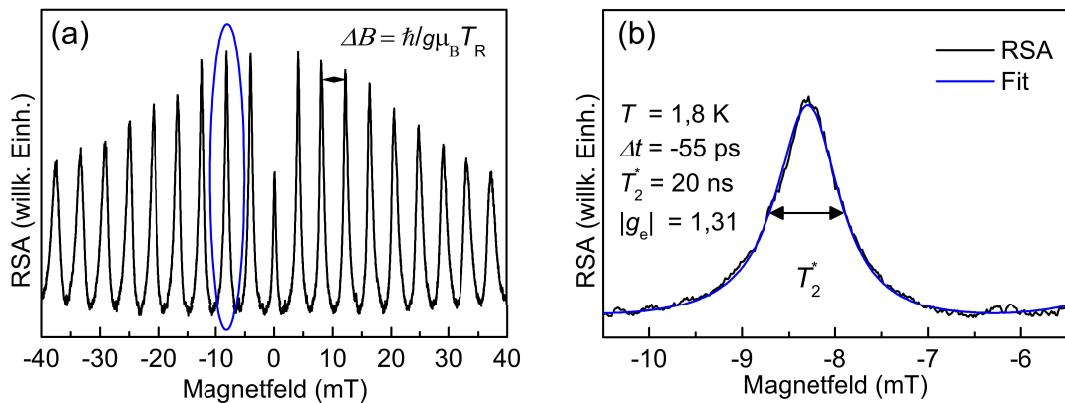 (a)
ΔB = ħ/gμ_B T_R
RSA (willk. Einh.)
-40 -30 -20 -10 0 10 20 30 40
Magnetfeld (mT)
(b)
RSA
Fit
T = 1,8 K
Δt = -55 ps
T₂* = 20 ns
|gₑ| = 1,31
T₂*
RSA (willk. Einh.)
-10 -9 -8 -7 -6
Magnetfeld (mT)